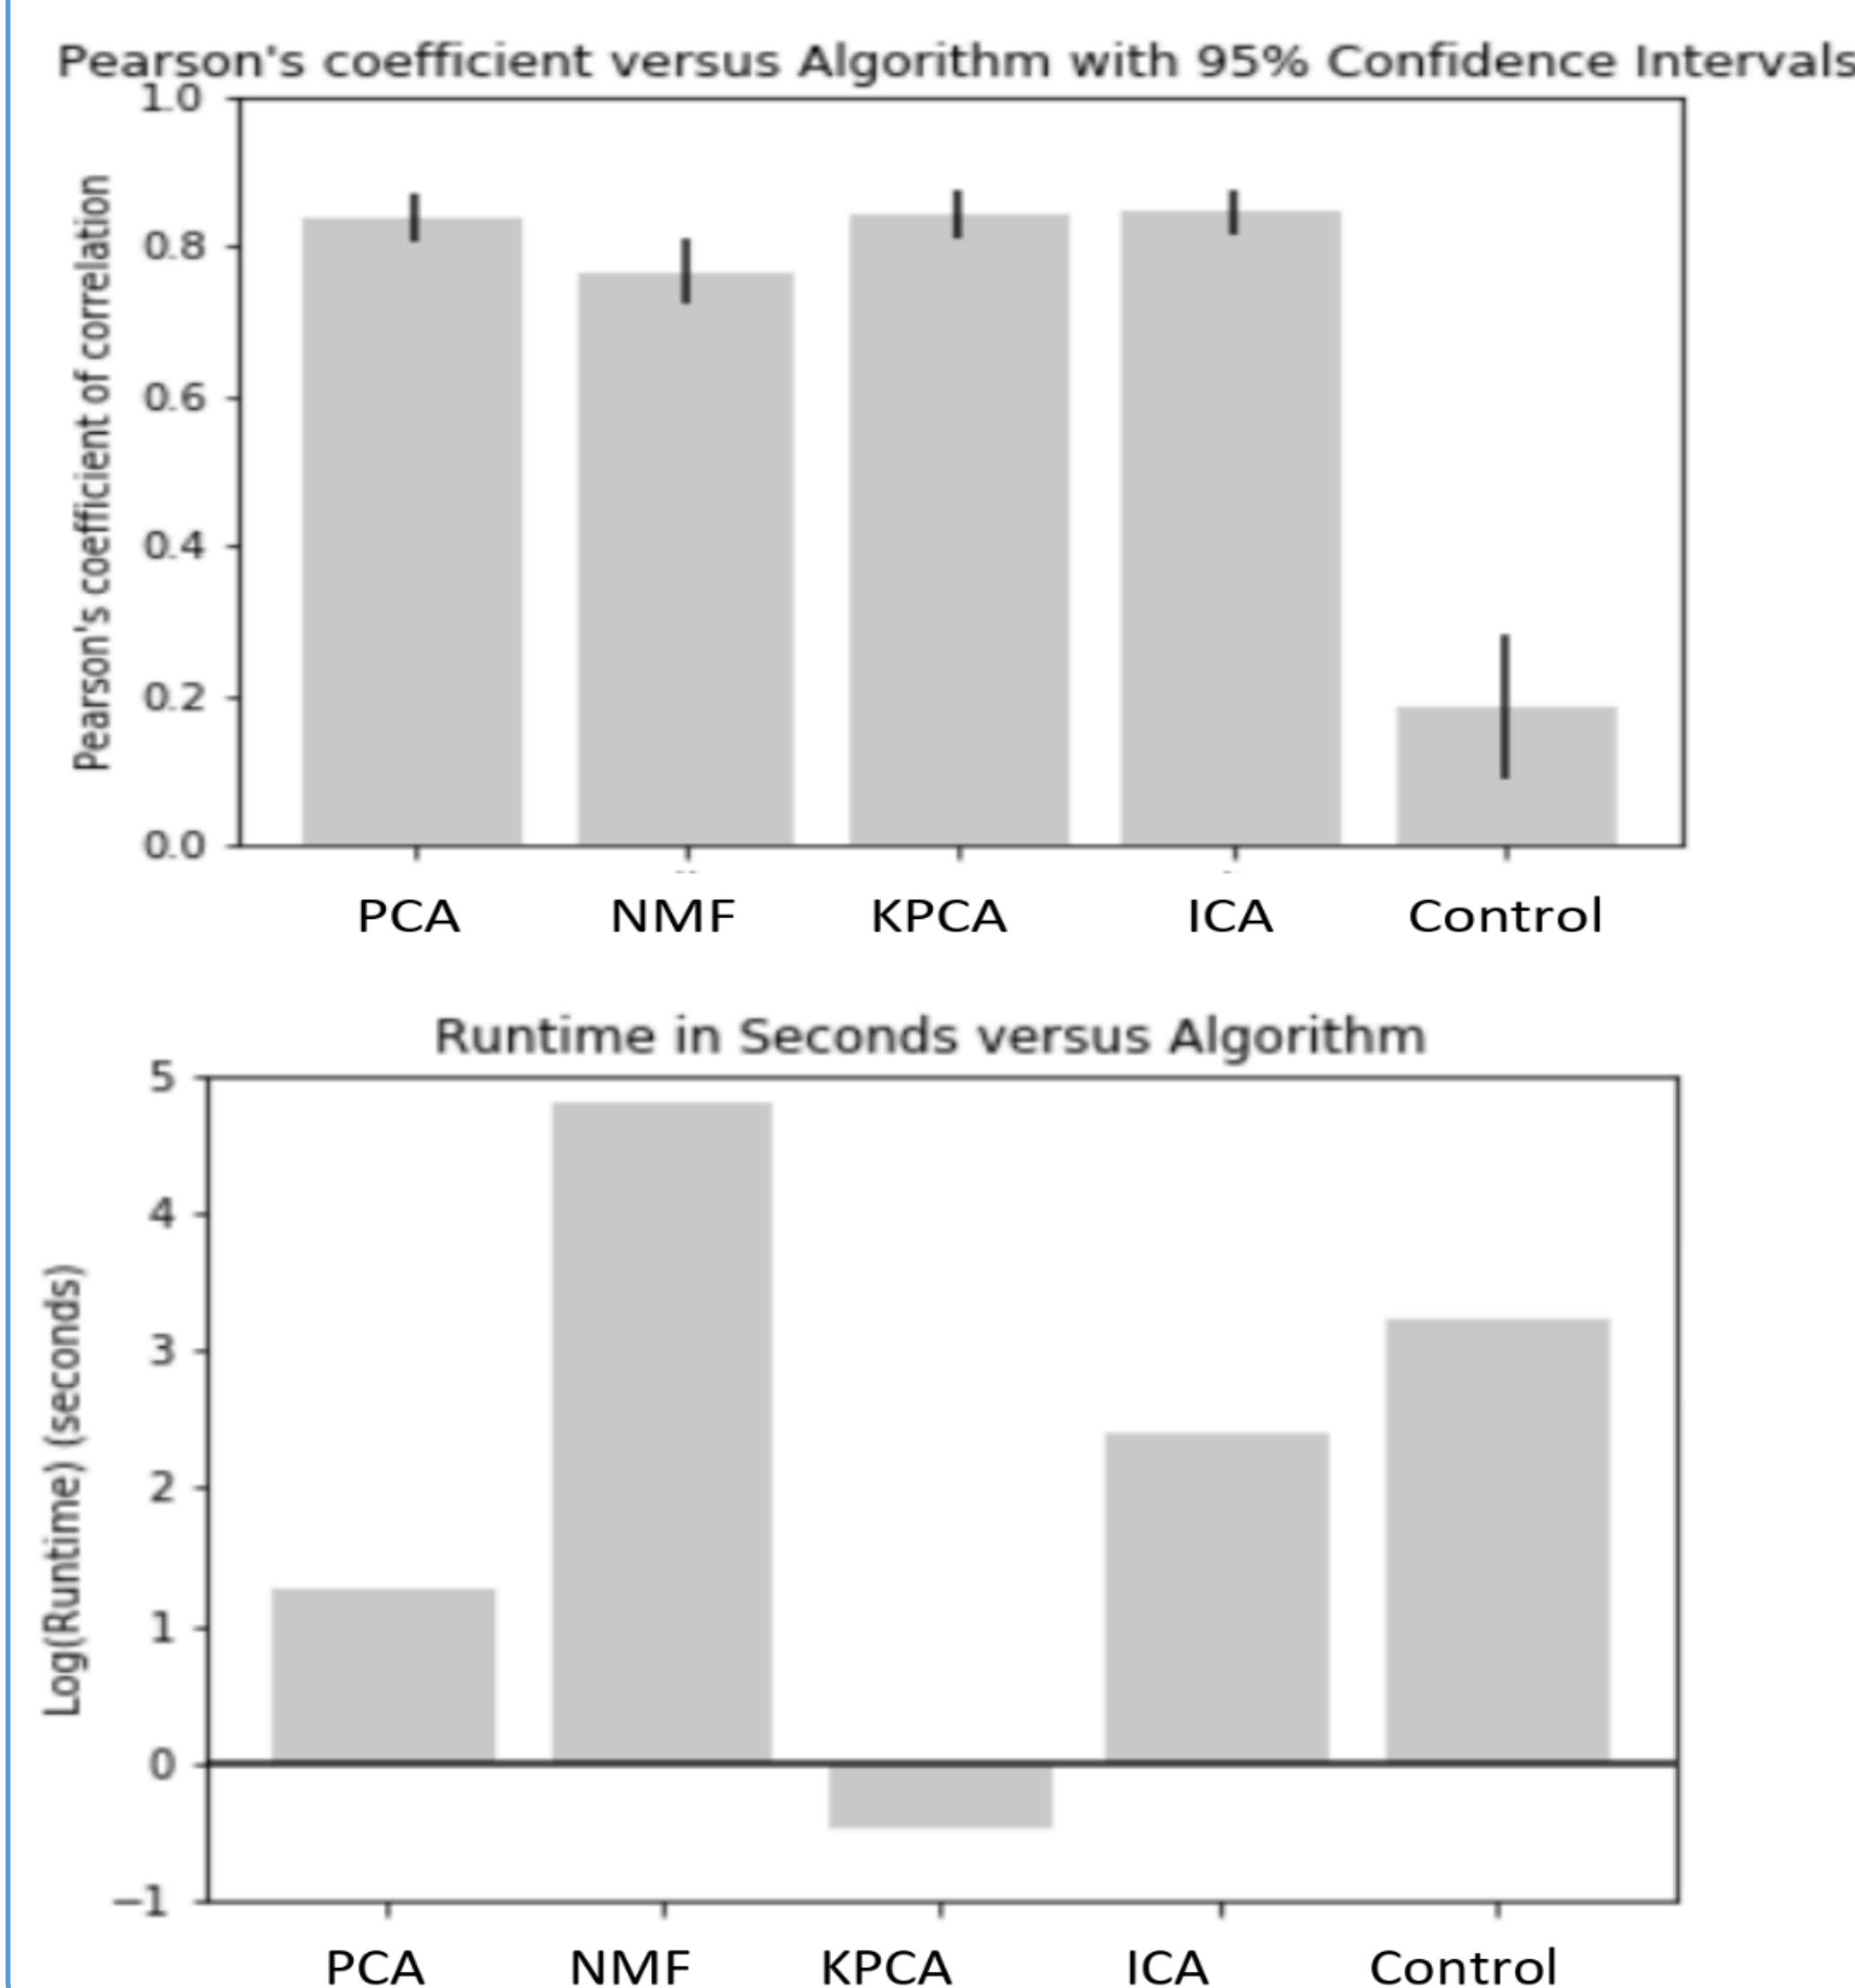 Pearson's coefficient versus Algorithm with 95% Confidence Intervals
1.0
0.8
0.6
0.4
0.2
0.0
Pearson's coefficient of correlation
PCA NMF KPCA ICA Control
Runtime in Seconds versus Algorithm
5
4
3
2
1
0
−1
Log(Runtime) (seconds)
PCA NMF KPCA ICA Control